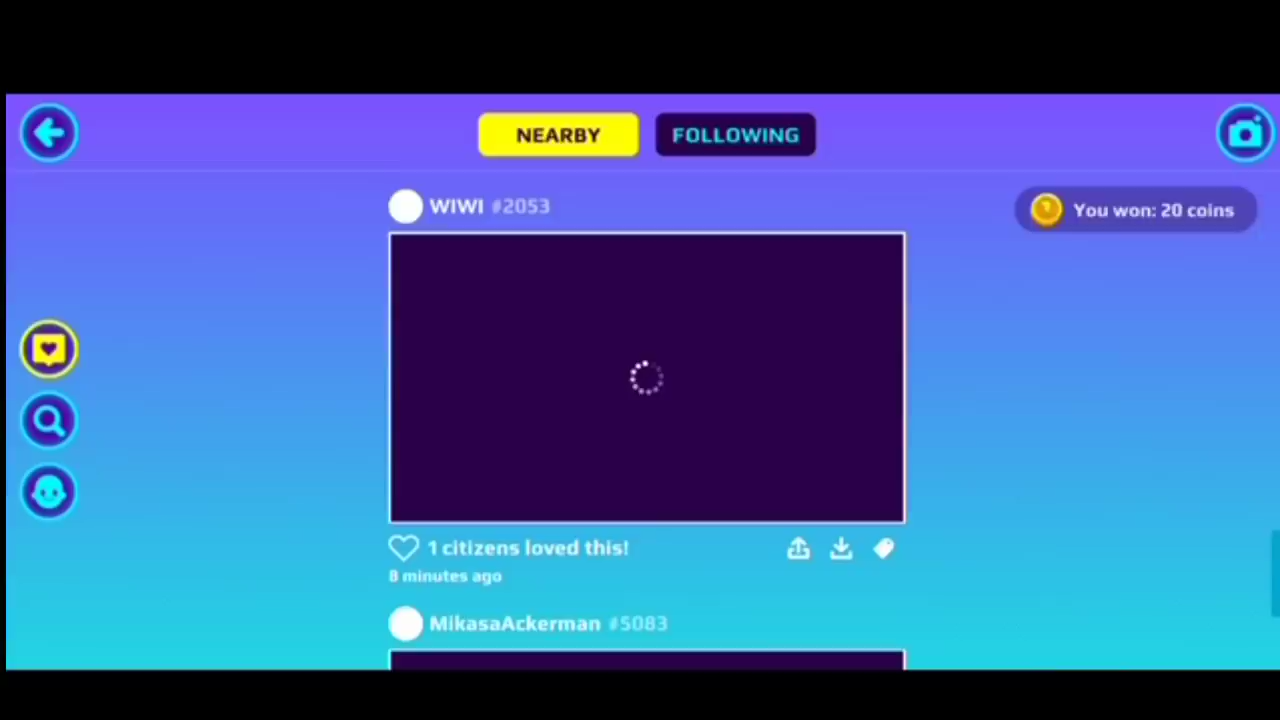 NEARBY
FOLLOWING
WIWI #2053
You won: 20 coins
1 citizens loved this!
8 minutes ago
MikasaAckerman #5083